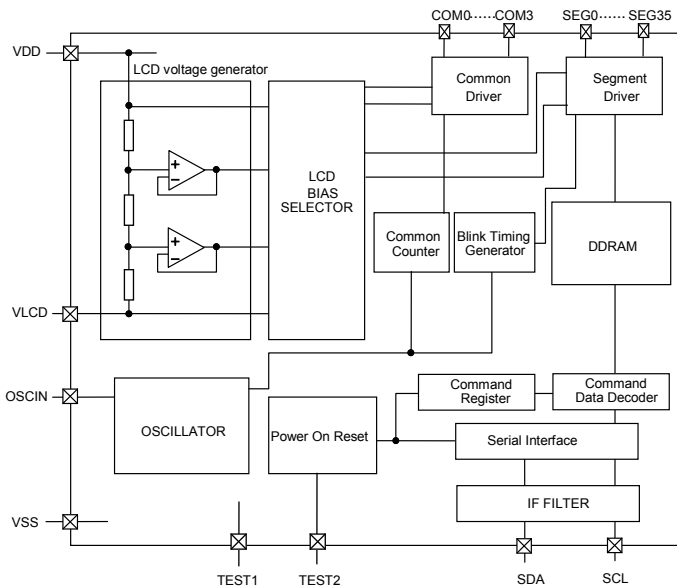 COM0 ...... COM3 SEG0 ...... SEG35
VDD
LCD voltage generator
Common
Driver
Segment
Driver
+
−
LCD
BIAS
SELECTOR
+
−
Common
Counter
Blink Timing
Generator
DDRAM
VLCD
OSCIN
OSCILLATOR
Power On Reset
Command
Register
Command
Data Decoder
Serial Interface
IF FILTER
VSS
TEST1 TEST2 SDA SCL